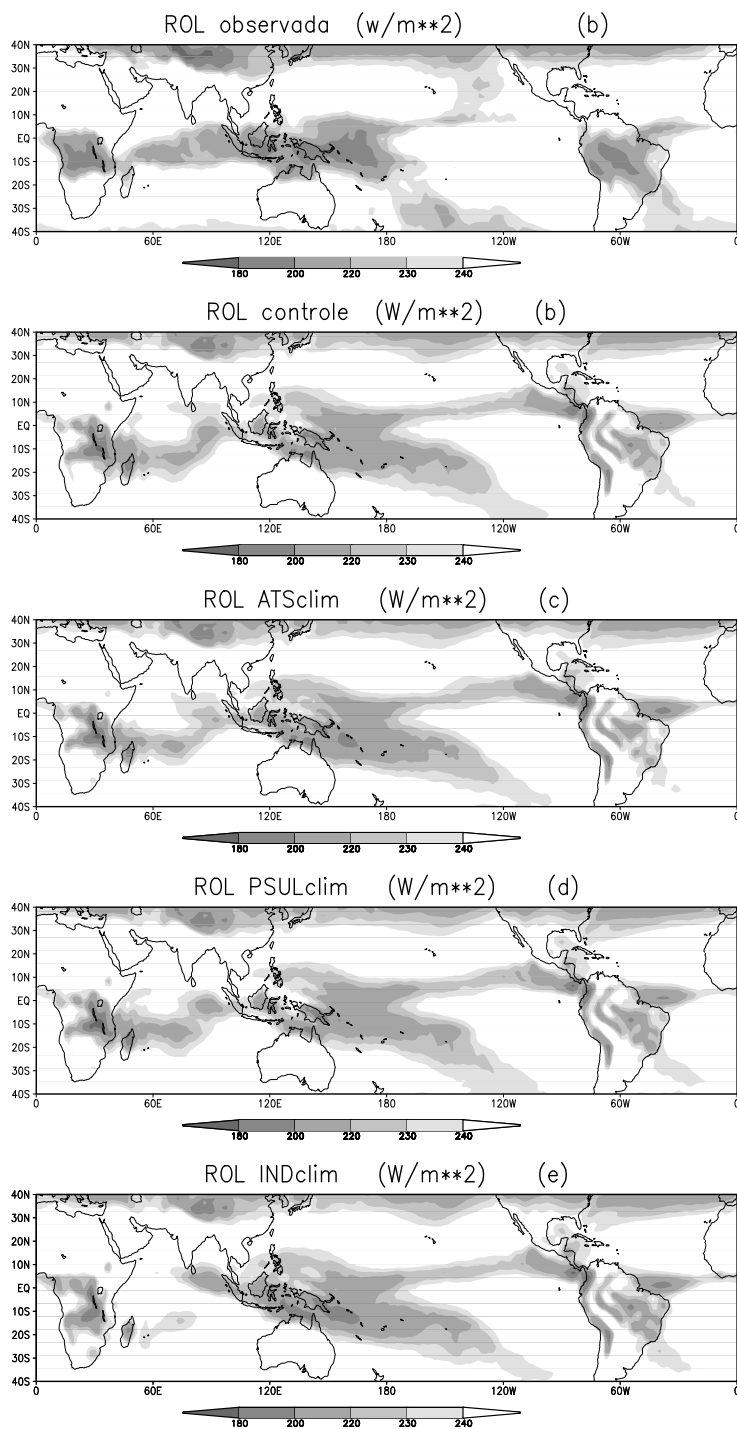 ROL observada (w/m**2) (b)
40N
30N
20N
10N
EQ
10S
20S
30S
40S
0 60E 120E 180 120W 60W 0
180 200 220 230 240
ROL controle (W/m**2) (b)
40N
30N
20N
10N
EQ
10S
20S
30S
40S
0 60E 120E 180 120W 60W 0
180 200 220 230 240
ROL ATSclim (W/m**2) (c)
40N
30N
20N
10N
EQ
10S
20S
30S
40S
0 60E 120E 180 120W 60W 0
180 200 220 230 240
ROL PSULclim (W/m**2) (d)
40N
30N
20N
10N
EQ
10S
20S
30S
40S
0 60E 120E 180 120W 60W 0
180 200 220 230 240
ROL INDclim (W/m**2) (e)
40N
30N
20N
10N
EQ
10S
20S
30S
40S
0 60E 120E 180 120W 60W 0
180 200 220 230 240